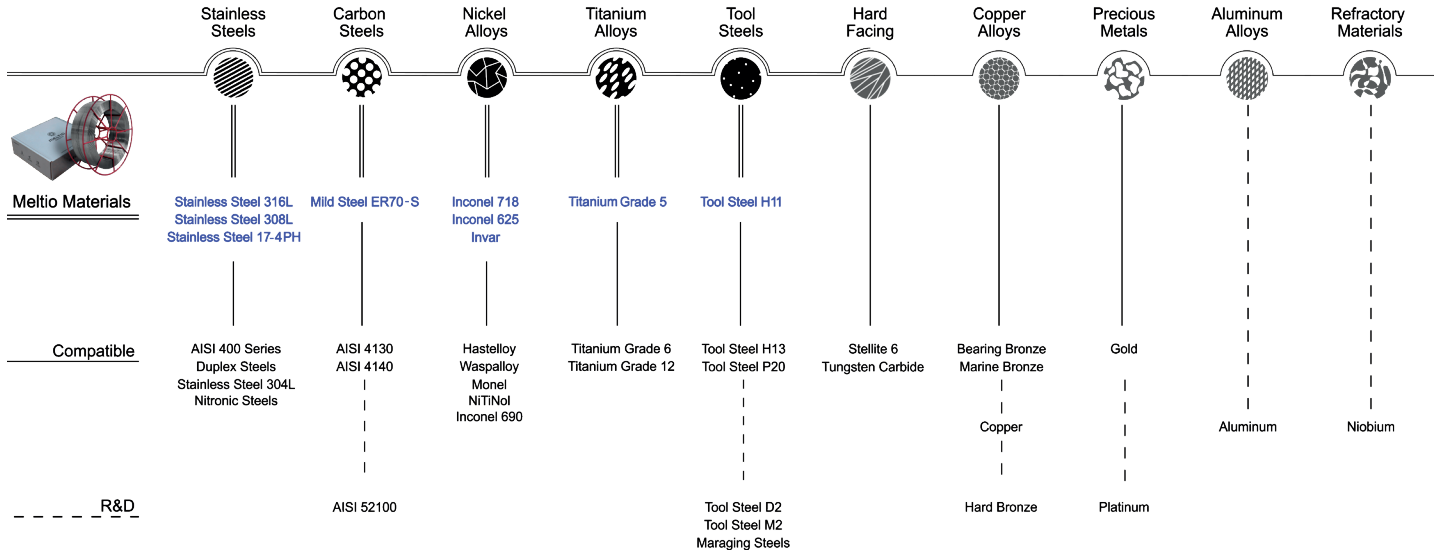 Stainless
Steels
Carbon
Steels
Nickel
Alloys
Titanium
Alloys
Tool
Steels
Hard
Facing
Copper
Alloys
Precious
Metals
Aluminum
Alloys
Refractory
Materials
Meltio Materials
Stainless Steel 316L
Stainless Steel 308L
Stainless Steel 17-4PH
Mild Steel ER70-S
Inconel 718
Inconel 625
Invar
Titanium Grade 5
Tool Steel H11
Compatible
AISI 400 Series
Duplex Steels
Stainless Steel 304L
Nitronic Steels
AISI 4130
AISI 4140
Hastelloy
Waspalloy
Monel
NiTiNol
Inconel 690
Titanium Grade 6
Titanium Grade 12
Tool Steel H13
Tool Steel P20
Stellite 6
Tungsten Carbide
Bearing Bronze
Marine Bronze
Gold
Copper
Aluminum
Niobium
R&D
AISI 52100
Tool Steel D2
Tool Steel M2
Maraging Steels
Hard Bronze
Platinum